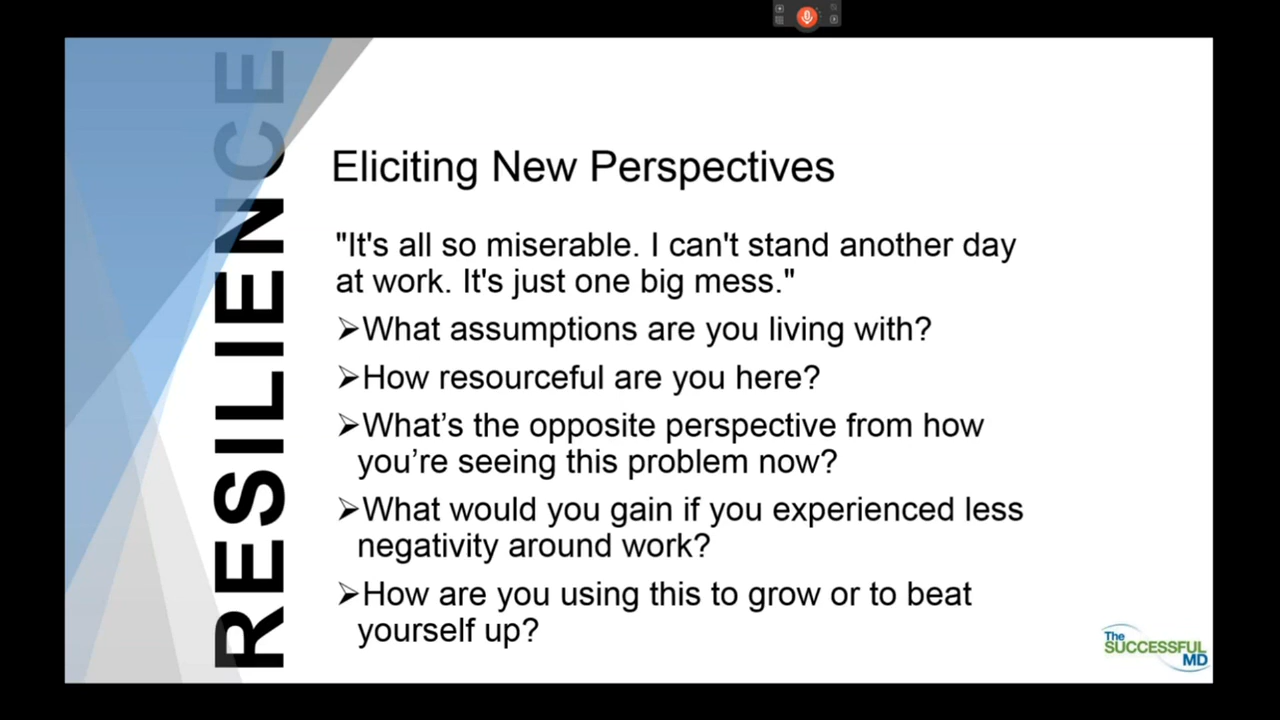 RESILIENCE
Eliciting New Perspectives
"It's all so miserable. I can't stand another day
at work. It's just one big mess."
➢What assumptions are you living with?
➢How resourceful are you here?
➢What’s the opposite perspective from how
you’re seeing this problem now?
➢What would you gain if you experienced less
negativity around work?
➢How are you using this to grow or to beat
yourself up?
The
SUCCESSFUL
MD